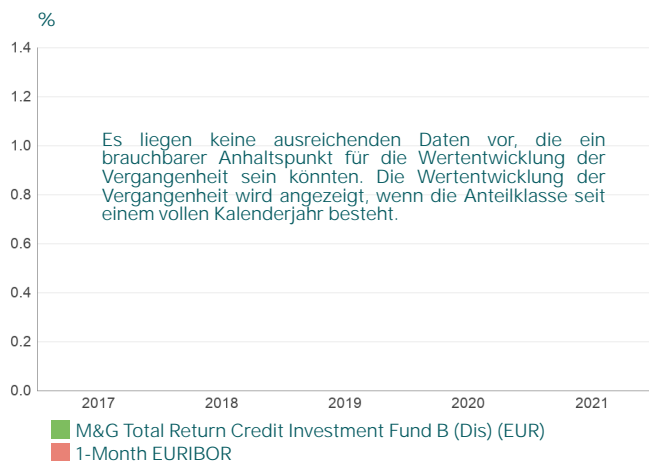 %
1.4
1.2
1.0
0.8
0.6
0.4
0.2
0.0
Es liegen keine ausreichenden Daten vor, die ein
brauchbarer Anhaltspunkt für die Wertentwicklung der
Vergangenheit sein könnten. Die Wertentwicklung der
Vergangenheit wird angezeigt, wenn die Anteilklasse seit
einem vollen Kalenderjahr besteht.
2017 2018 2019 2020 2021
M&G Total Return Credit Investment Fund B (Dis) (EUR)
1-Month EURIBOR